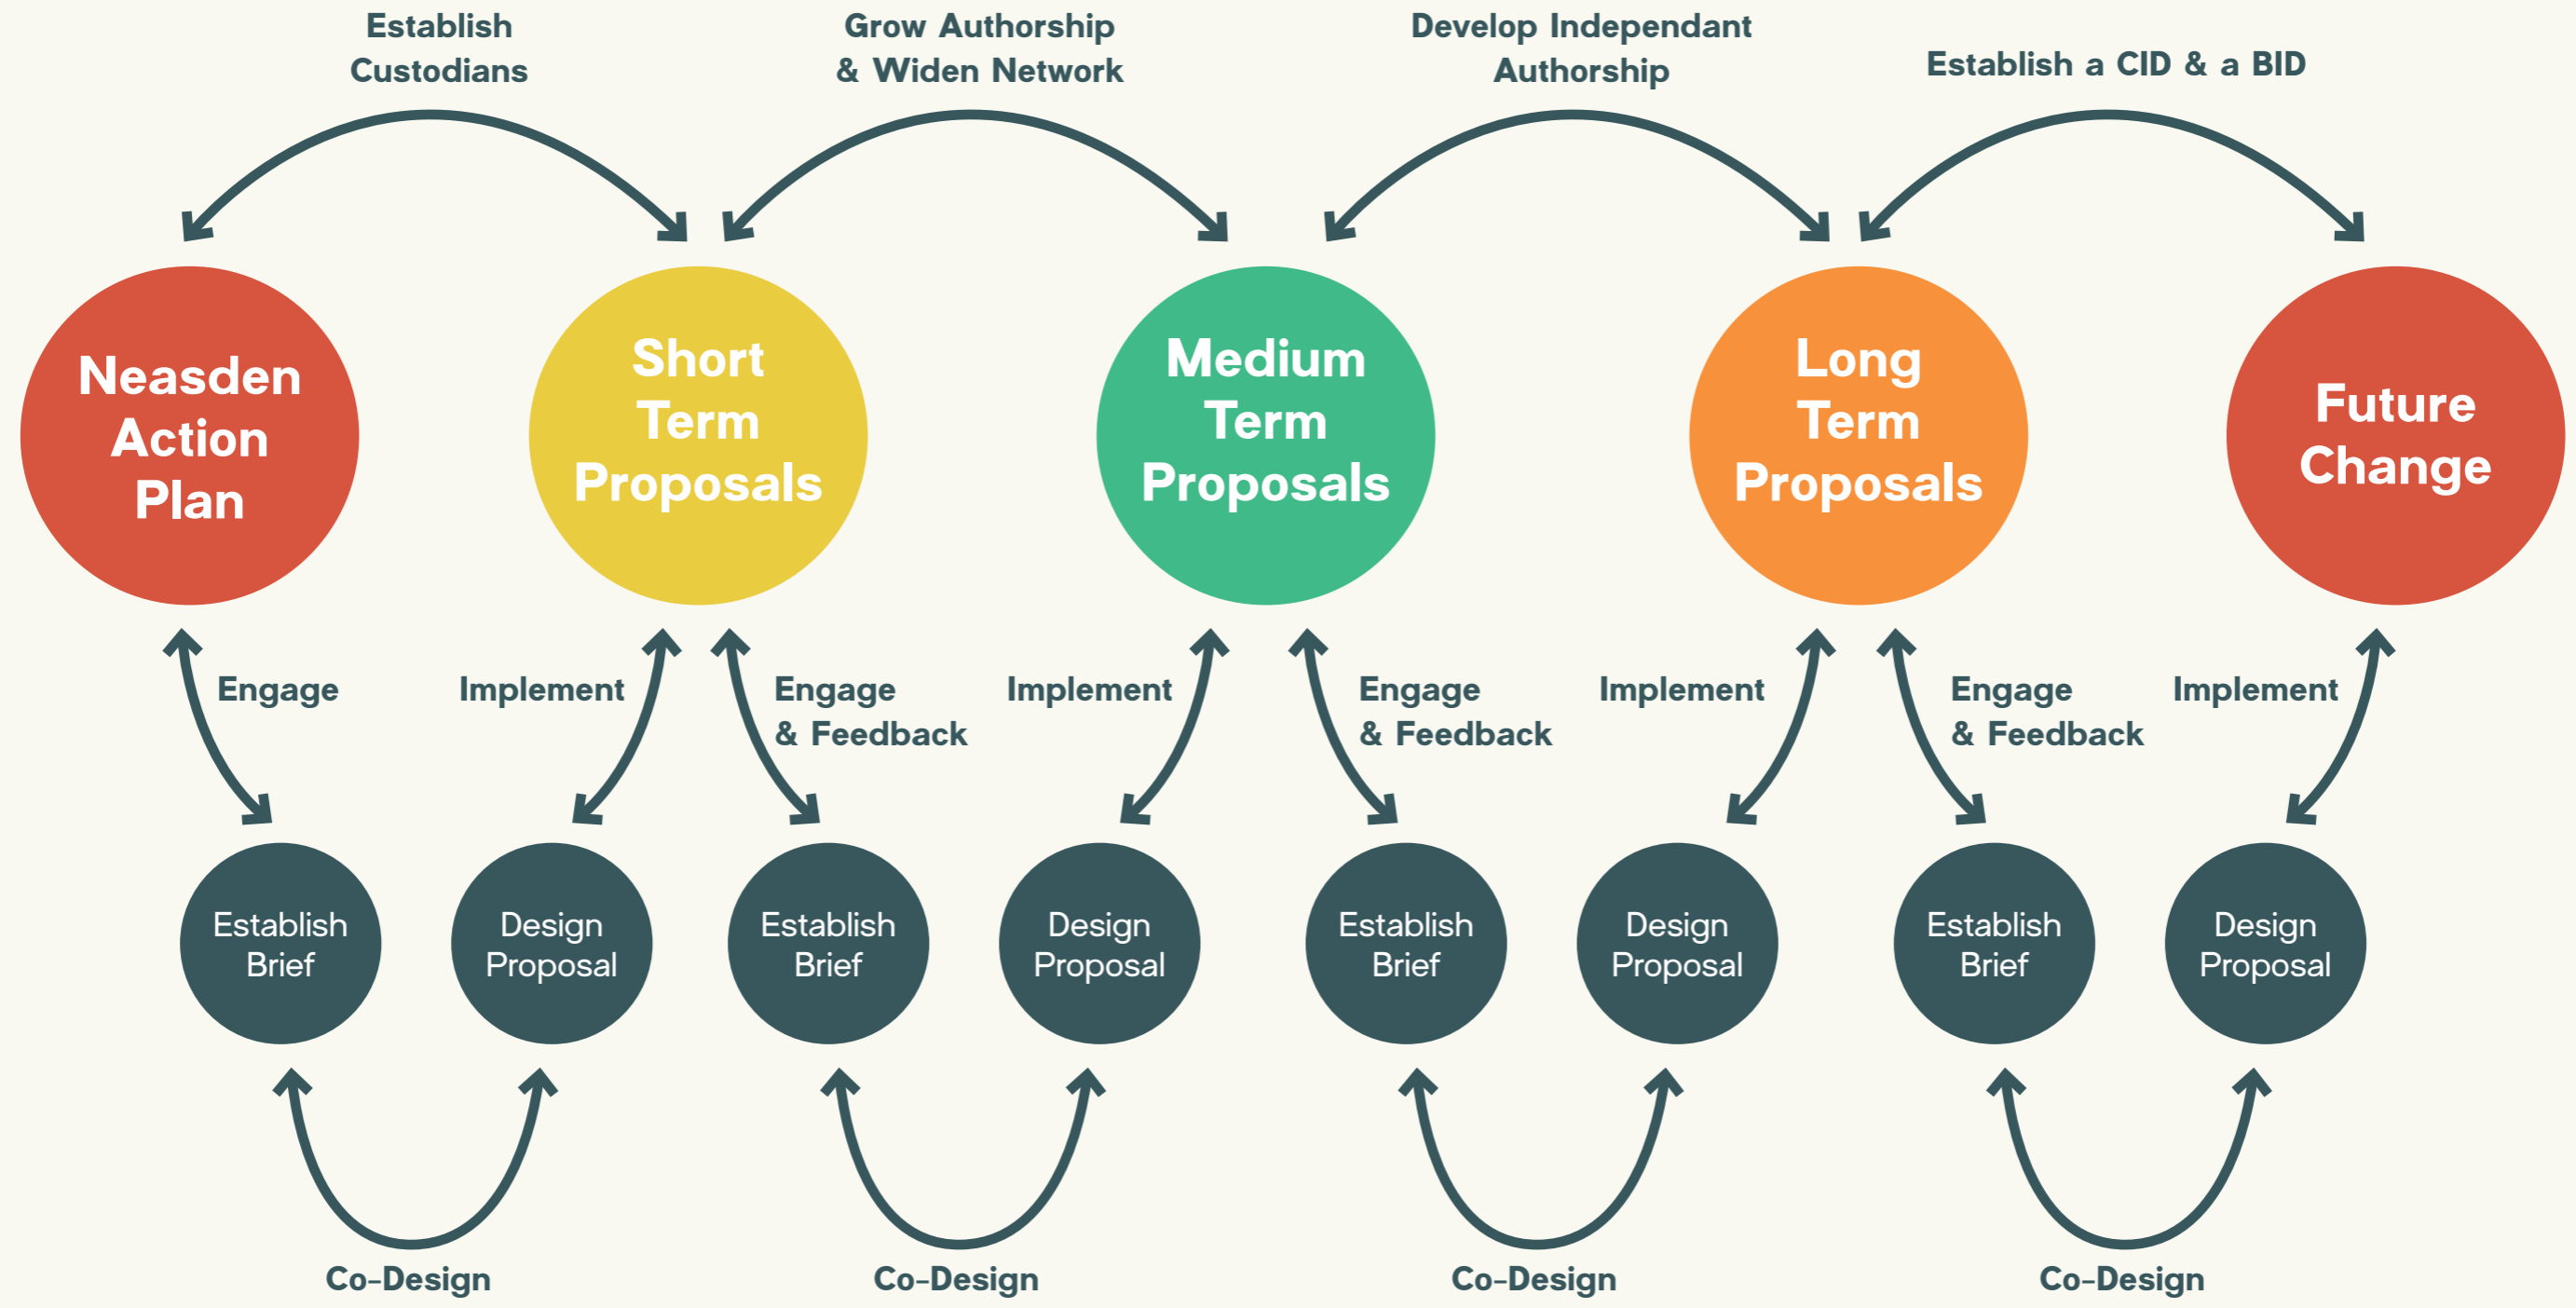 Establish
Custodians
Grow Authorship
& Widen Network
Develop Independant
Authorship
Establish a CID & a BID
Neasden
Action
Plan
Short
Term
Proposals
Medium
Term
Proposals
Long
Term
Proposals
Future
Change
Engage
Implement
Engage
& Feedback
Implement
Engage
& Feedback
Implement
Engage
& Feedback
Implement
Establish
Brief
Design
Proposal
Establish
Brief
Design
Proposal
Establish
Brief
Design
Proposal
Establish
Brief
Design
Proposal
Co-Design
Co-Design
Co-Design
Co-Design